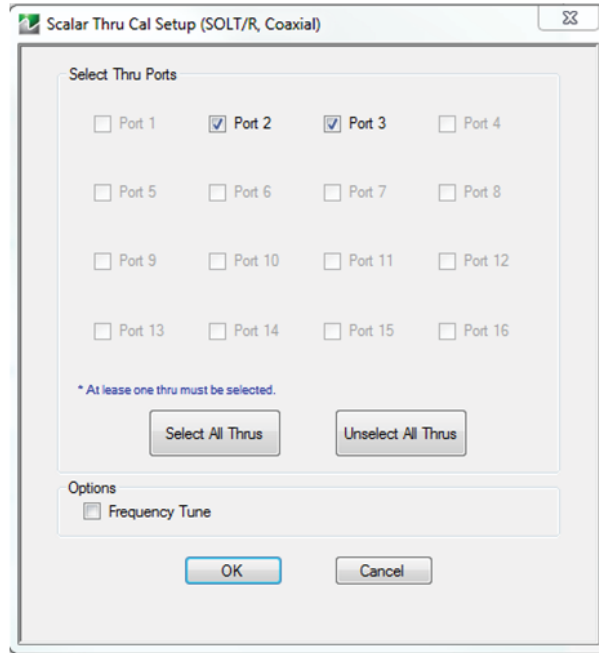 Scalar Thru Cal Setup (SOLT/R, Coaxial)
Select Thru Ports
Port 1 Port 2 Port 3 Port 4
Port 5 Port 6 Port 7 Port 8
Port 9 Port 10 Port 11 Port 12
Port 13 Port 14 Port 15 Port 16
* At lease one thru must be selected.
Select All Thrus Unselect All Thrus
Options
Frequency Tune
OK Cancel